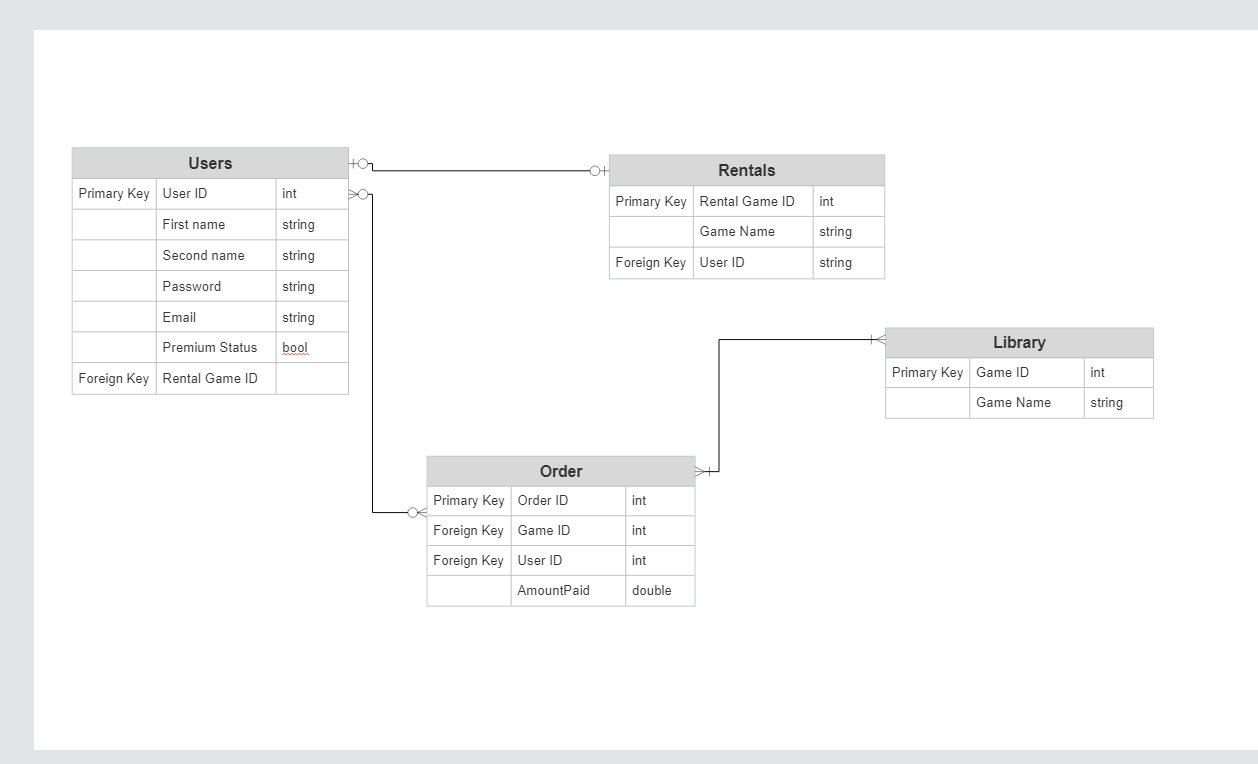 Users
Primary Key User ID int
First name string
Second name string
Password string
Email string
Premium Status bool
Foreign Key Rental Game ID
Rentals
Primary Key Rental Game ID int
Game Name string
Foreign Key User ID string
Library
Primary Key Game ID int
Game Name string
Order
Primary Key Order ID int
Foreign Key Game ID int
Foreign Key User ID int
AmountPaid double